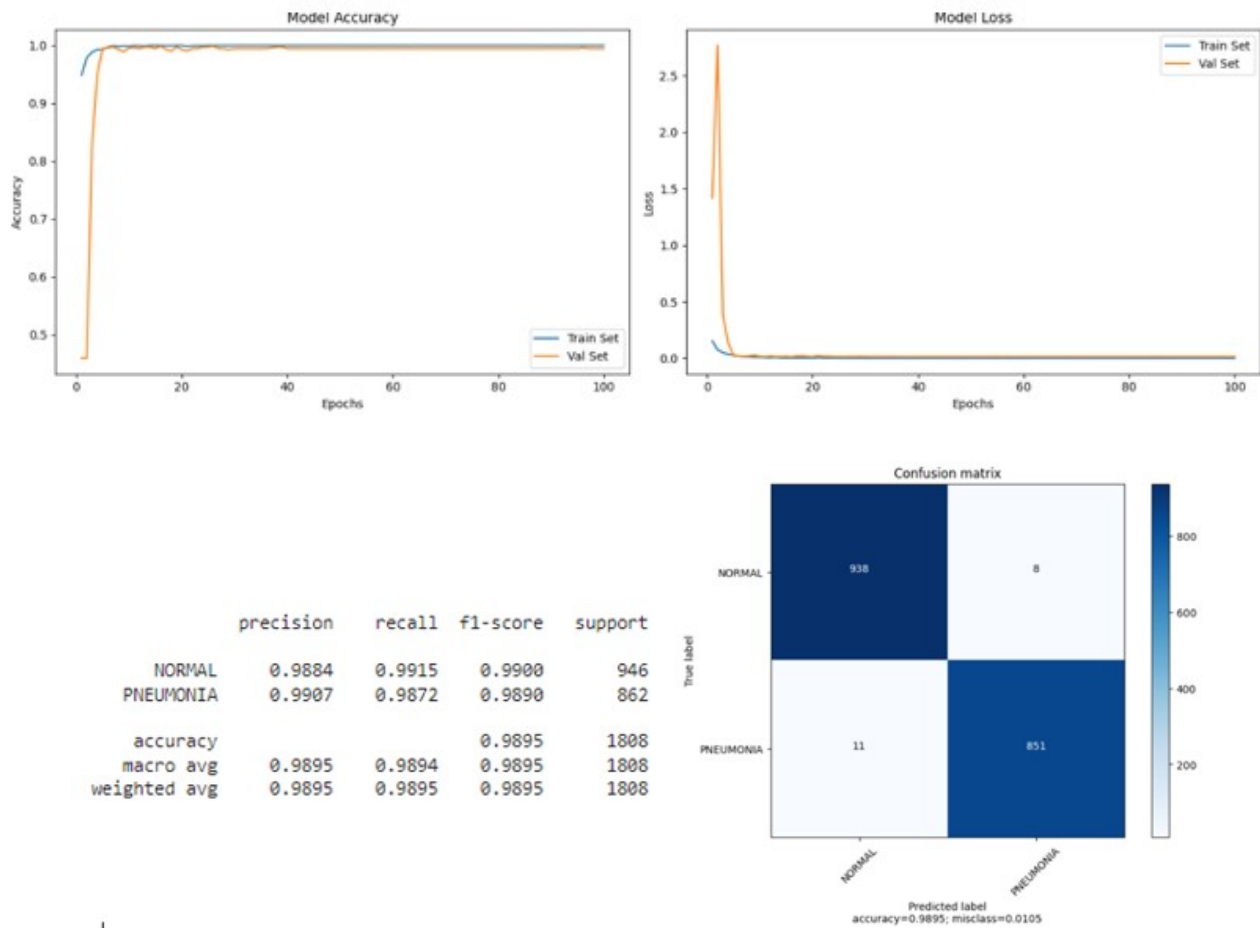 Model Accuracy
1.0
0.9
0.8
0.7
0.6
0.5
Accuracy
0 20 40 60 80 100
Epochs
Train Set
Val Set
Model Loss
2.5
2.0
1.5
1.0
0.5
0.0
Loss
0 20 40 60 80 100
Epochs
Train Set
Val Set
precision recall f1-score support
NORMAL 0.9884 0.9915 0.9900 946
PNEUMONIA 0.9907 0.9872 0.9890 862
accuracy 0.9895 1808
macro avg 0.9895 0.9894 0.9895 1808
weighted avg 0.9895 0.9895 0.9895 1808
Confusion matrix
True label
NORMAL 938 8
PNEUMONIA 11 851
NORMAL PNEUMONIA
Predicted label
accuracy=0.9895; misclass=0.0105
800
600
400
200